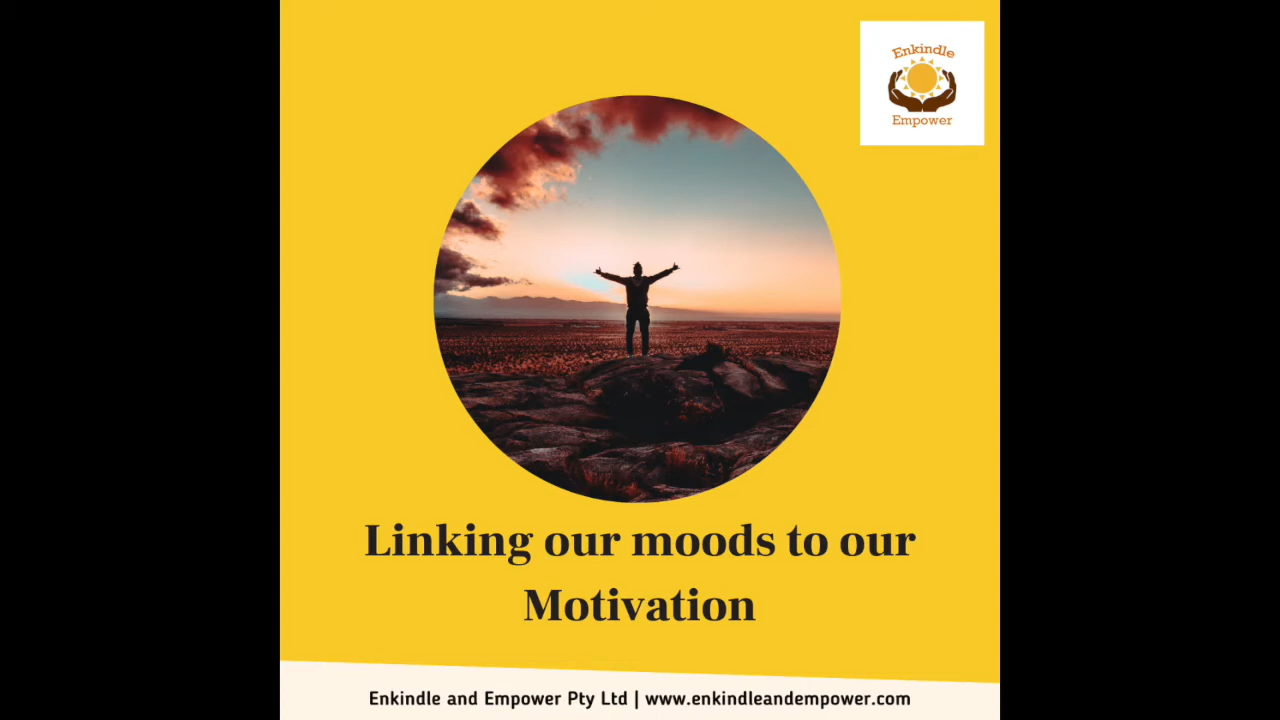 Enkindle
Empower
Linking our moods to our
Motivation
Enkindle and Empower Pty Ltd | www.enkindleandempower.com